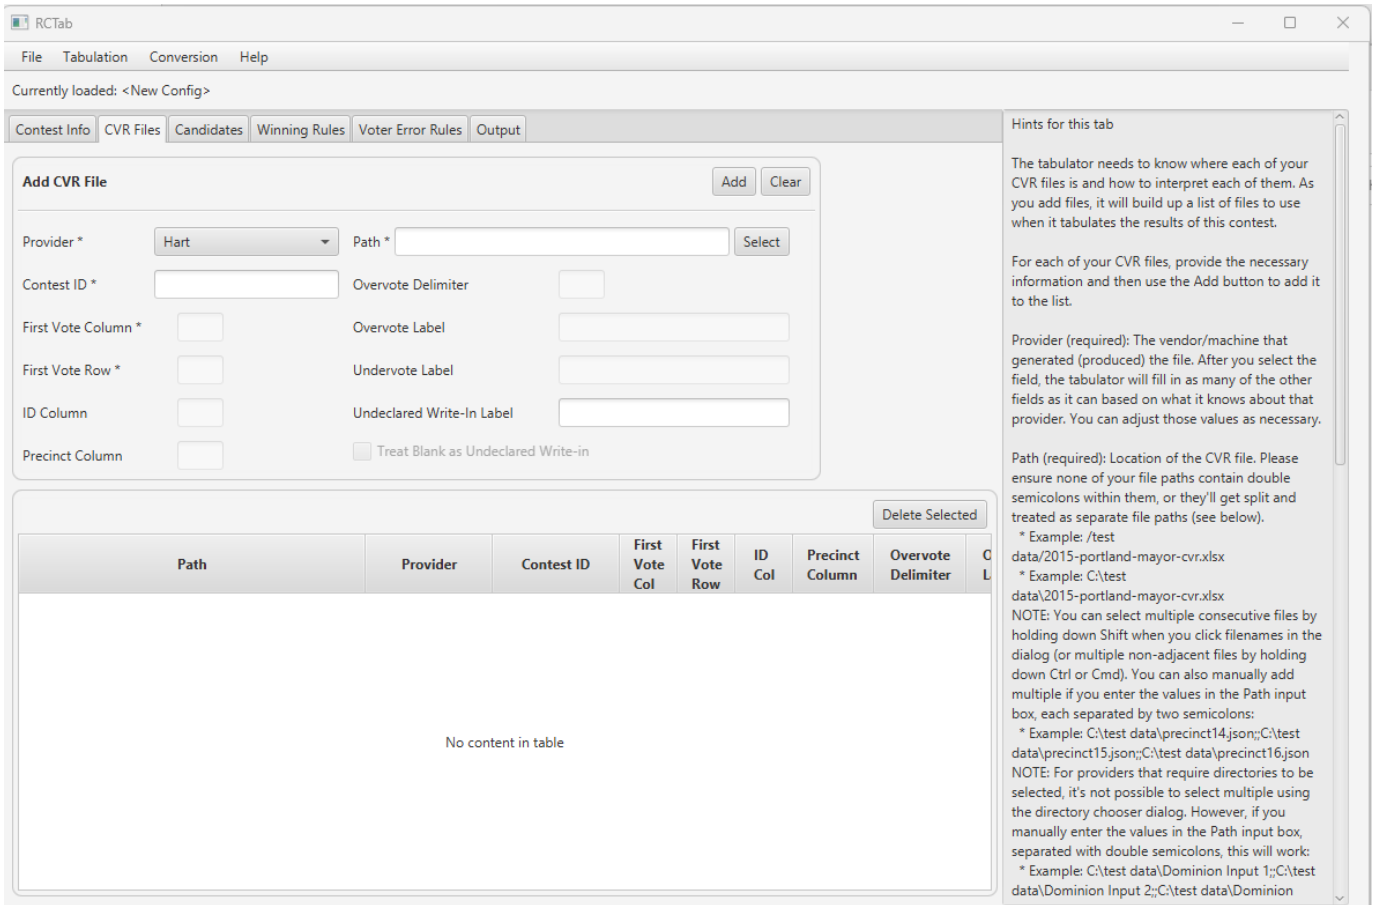 RCTab
File Tabulation Conversion Help
Currently loaded: <New Config>
Contest Info CVR Files Candidates Winning Rules Voter Error Rules Output
Add CVR File Add Clear
Provider * Hart Path * Select
Contest ID * Overvote Delimiter
First Vote Column * Overvote Label
First Vote Row * Undervote Label
ID Column Undeclared Write-In Label
Precinct Column Treat Blank as Undeclared Write-in
Delete Selected
Path Provider Contest ID First Vote Col First Vote Row ID Col Precinct Column Overvote Delimiter
No content in table
Hints for this tab
The tabulator needs to know where each of your
CVR files is and how to interpret each of them. As
you add files, it will build up a list of files to use
when it tabulates the results of this contest.
For each of your CVR files, provide the necessary
information and then use the Add button to add it
to the list.
Provider (required): The vendor/machine that
generated (produced) the file. After you select the
field, the tabulator will fill in as many of the other
fields as it can based on what it knows about that
provider. You can adjust those values as necessary.
Path (required): Location of the CVR file. Please
ensure none of your file paths contain double
semicolons within them, or they'll get split and
treated as separate file paths (see below).
* Example: /test
data/2015-portland-mayor-cvr.xlsx
* Example: C:\test
data\2015-portland-mayor-cvr.xlsx
NOTE: You can select multiple consecutive files by
holding down Shift when you click filenames in the
dialog (or multiple non-adjacent files by holding
down Ctrl or Cmd). You can also manually add
multiple if you enter the values in the Path input
box, each separated by two semicolons:
* Example: C:\test data\precinct14.json;;C:\test
data\precinct15.json;;C:\test data\precinct16.json
NOTE: For providers that require directories to be
selected, it's not possible to select multiple using
the directory chooser dialog. However, if you
manually enter the values in the Path input box,
separated with double semicolons, this will work:
* Example: C:\test data\Dominion Input 1;;C:\test
data\Dominion Input 2;;C:\test data\Dominion